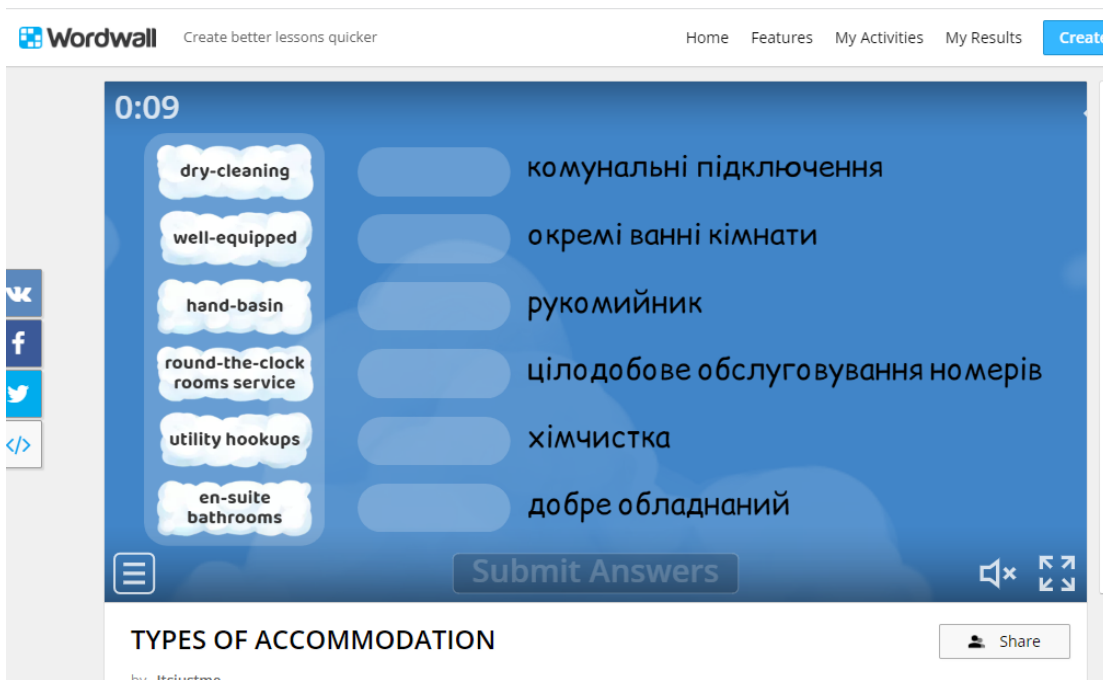 Wordwall Create better lessons quicker Home Features My Activities My Results Create
0:09
dry-cleaning комунальні підключення
well-equipped окремі ванні кімнати
hand-basin рукомийник
round-the-clock
rooms service цілодобове обслуговування номерів
utility hookups хімчистка
en-suite
bathrooms добре обладнаний
Submit Answers
TYPES OF ACCOMMODATION
Share
by Itsjustme